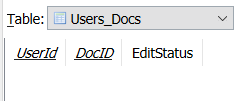 Table: Users_Docs
UserId DocID EditStatus